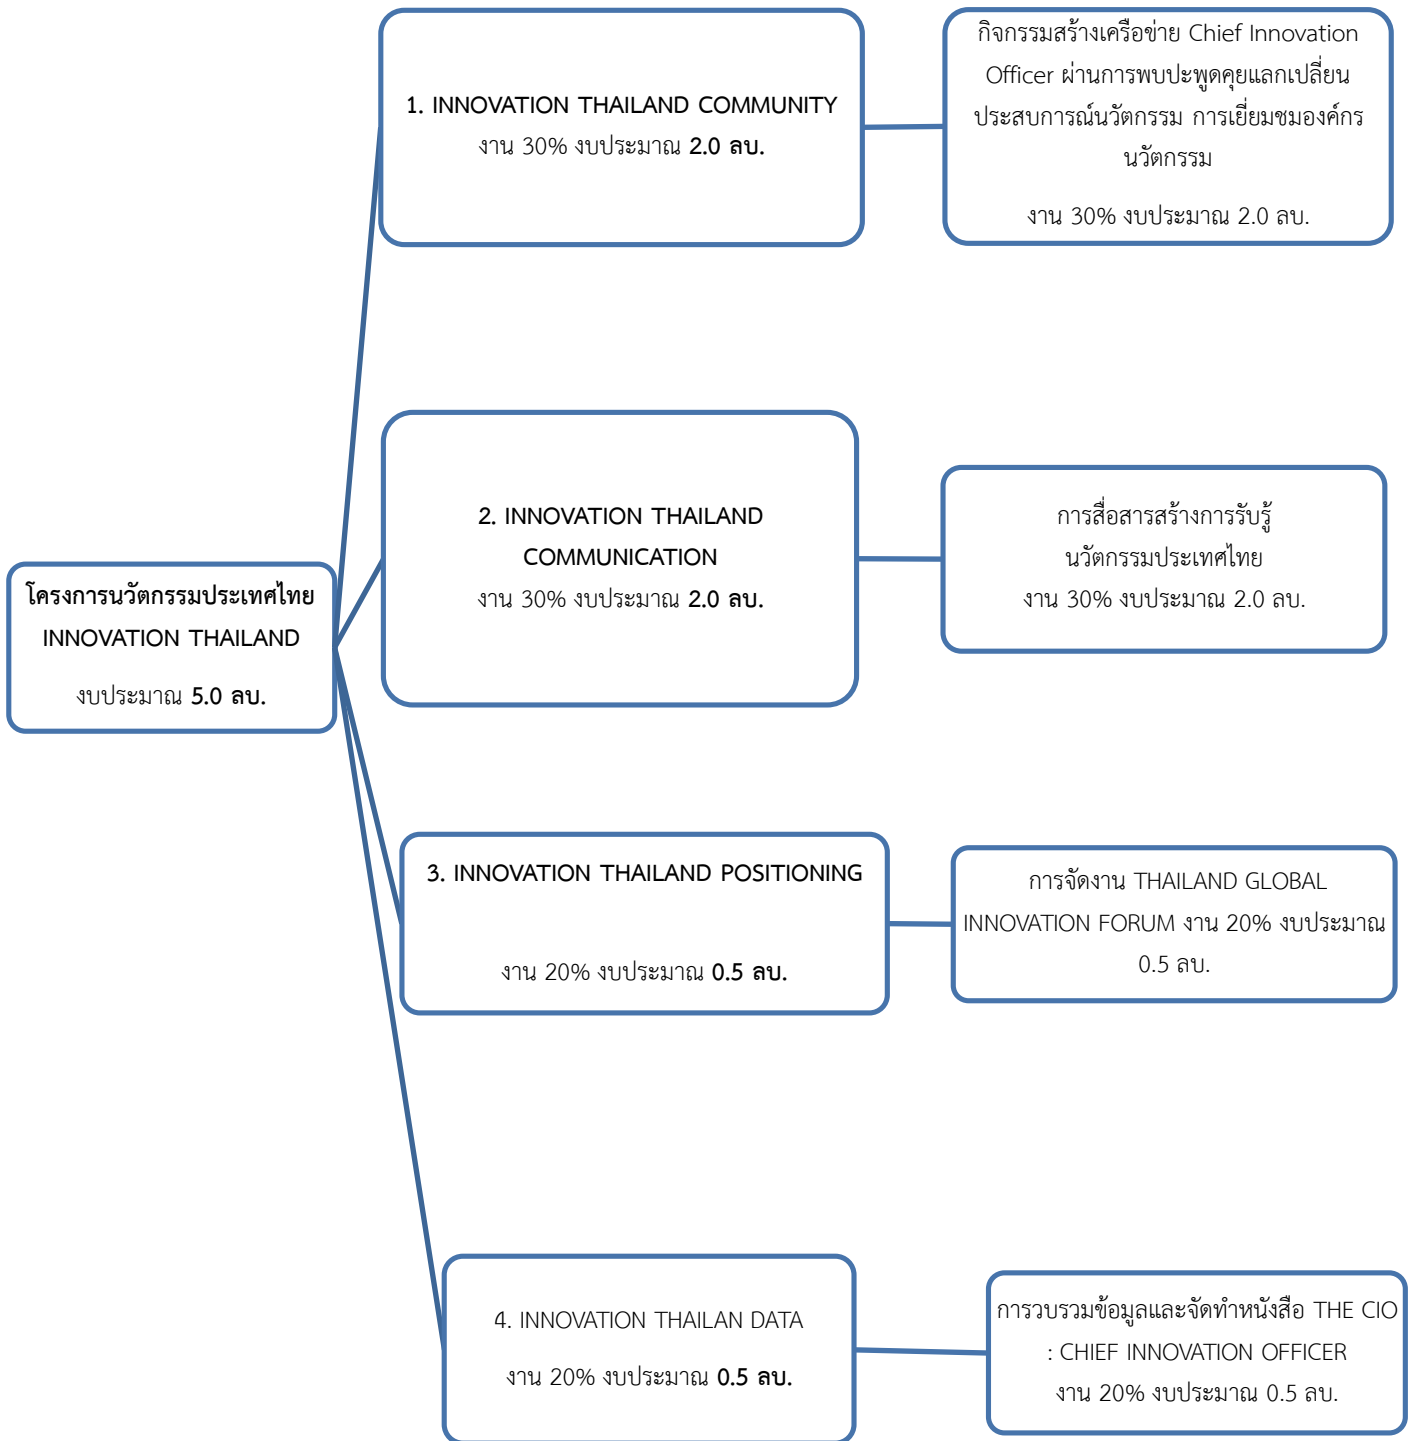 โครงการนวัตกรรมประเทศไทย
INNOVATION THAILAND
งบประมาณ 5.0 ลบ.
1. INNOVATION THAILAND COMMUNITY
งาน 30% งบประมาณ 2.0 ลบ.
กิจกรรมสร้างเครือข่าย Chief Innovation
Officer ผ่านการพบปะพูดคุยแลกเปลี่ยน
ประสบการณ์นวัตกรรม การเยี่ยมชมองค์กร
นวัตกรรม
งาน 30% งบประมาณ 2.0 ลบ.
2. INNOVATION THAILAND
COMMUNICATION
งาน 30% งบประมาณ 2.0 ลบ.
การสื่อสารสร้างการรับรู้
นวัตกรรมประเทศไทย
งาน 30% งบประมาณ 2.0 ลบ.
3. INNOVATION THAILAND POSITIONING
งาน 20% งบประมาณ 0.5 ลบ.
การจัดงาน THAILAND GLOBAL
INNOVATION FORUM งาน 20% งบประมาณ
0.5 ลบ.
4. INNOVATION THAILAN DATA
งาน 20% งบประมาณ 0.5 ลบ.
การวบรวมข้อมูลและจัดทำหนังสือ THE CIO
: CHIEF INNOVATION OFFICER
งาน 20% งบประมาณ 0.5 ลบ.